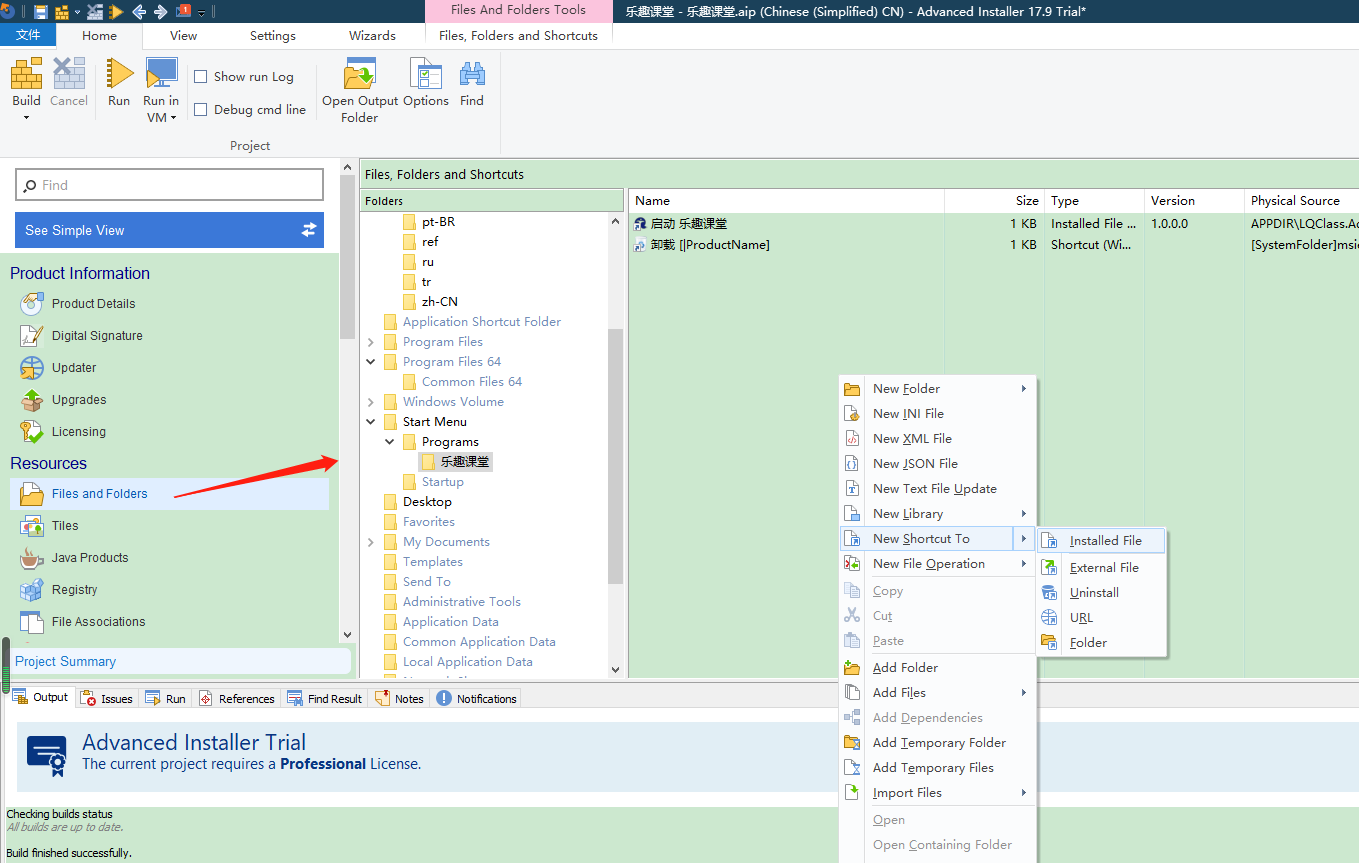 Files And Folders Tools
乐趣课堂 - 乐趣课堂.aip (Chinese (Simplified) CN) - Advanced Installer 17.9 Trial*
文件
Home
View
Settings
Wizards
Files, Folders and Shortcuts
Build
Cancel
Run
Run in VM
Show run Log
Debug cmd line
Open Output Folder
Options
Find
Project
Find
See Simple View
Product Information
Product Details
Digital Signature
Updater
Upgrades
Licensing
Resources
Files and Folders
Tiles
Java Products
Registry
File Associations
Project Summary
Files, Folders and Shortcuts
Folders
pt-BR
ref
ru
tr
zh-CN
Application Shortcut Folder
Program Files
Program Files 64
Common Files 64
Windows Volume
Start Menu
Programs
乐趣课堂
Startup
Desktop
Favorites
My Documents
Templates
Send To
Administrative Tools
Application Data
Common Application Data
Local Application Data
Name Size Type Version Physical Source
启动 乐趣课堂 1 KB Installed File ... 1.0.0.0 APPDIR\LQClass.Ac
卸载 [|ProductName] 1 KB Shortcut (Wi... [SystemFolder]msie
New Folder
New INI File
New XML File
New JSON File
New Text File Update
New Library
New Shortcut To
New File Operation
Copy
Cut
Paste
Add Folder
Add Files
Add Dependencies
Add Temporary Folder
Add Temporary Files
Import Files
Open
Open Containing Folder
Installed File
External File
Uninstall
URL
Folder
Output
Issues
Run
References
Find Result
Notes
Notifications
Advanced Installer Trial
The current project requires a Professional License.
Checking builds status
All builds are up to date.
Build finished successfully.